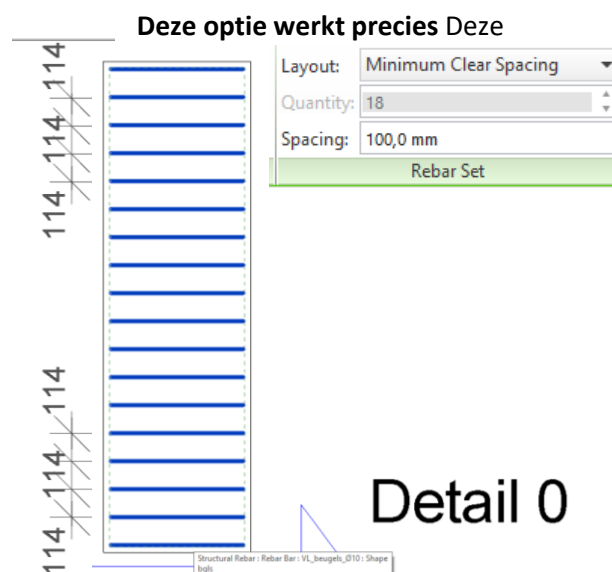 Deze optie werkt precies Deze
Layout: Minimum Clear Spacing
Quantity: 18
Spacing: 100,0 mm
Rebar Set
114
114
114
114
114
114
114
114
Detail 0
Structural Rebar : Rebar Bar : VL_beugels_Ø10 : Shape
bgls